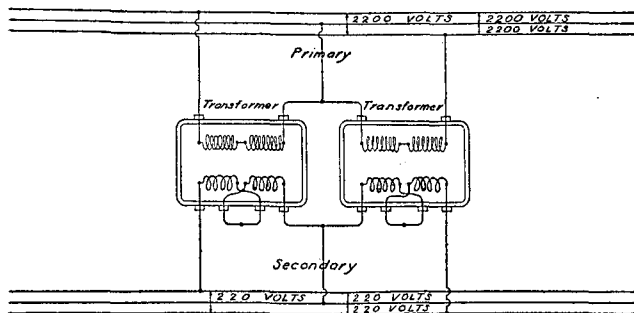 2200 VOLTS 2200 VOLTS
2200 VOLTS
Primary
Transformer Transformer
Secondary
220 VOLTS 220 VOLTS
220 VOLTS